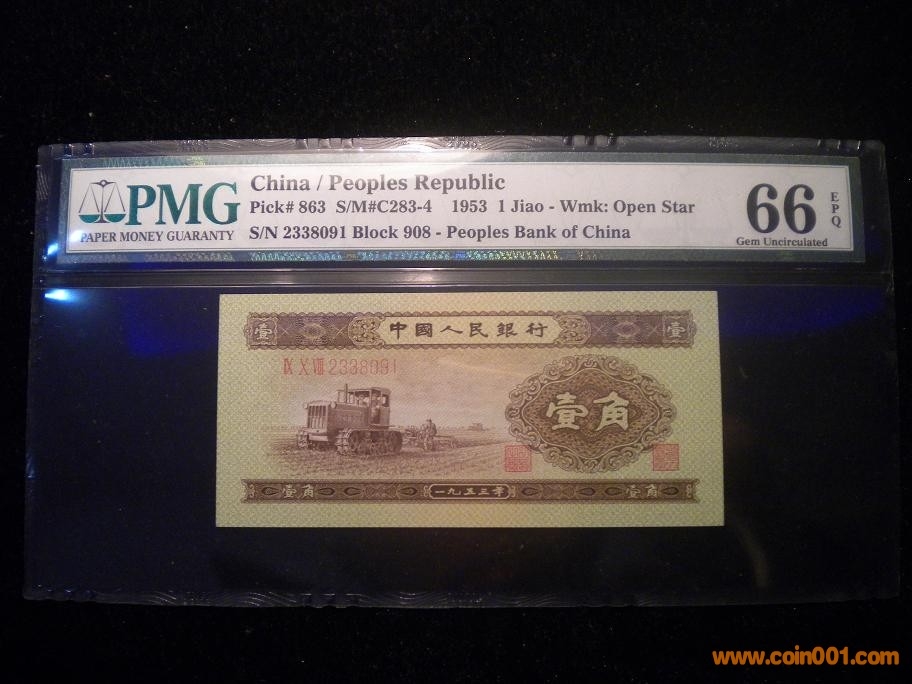 PMG
PAPER MONEY GUARANTY
China / Peoples Republic
Pick# 863 S/M#C283-4 1953 1 Jiao - Wmk: Open Star
S/N 2338091 Block 908 - Peoples Bank of China
66 EPQ
Gem Uncirculated
壹 中國人民銀行 壹
IX X VIII 2338091
壹角
壹角 一九五三年 壹角
www.coin001.com